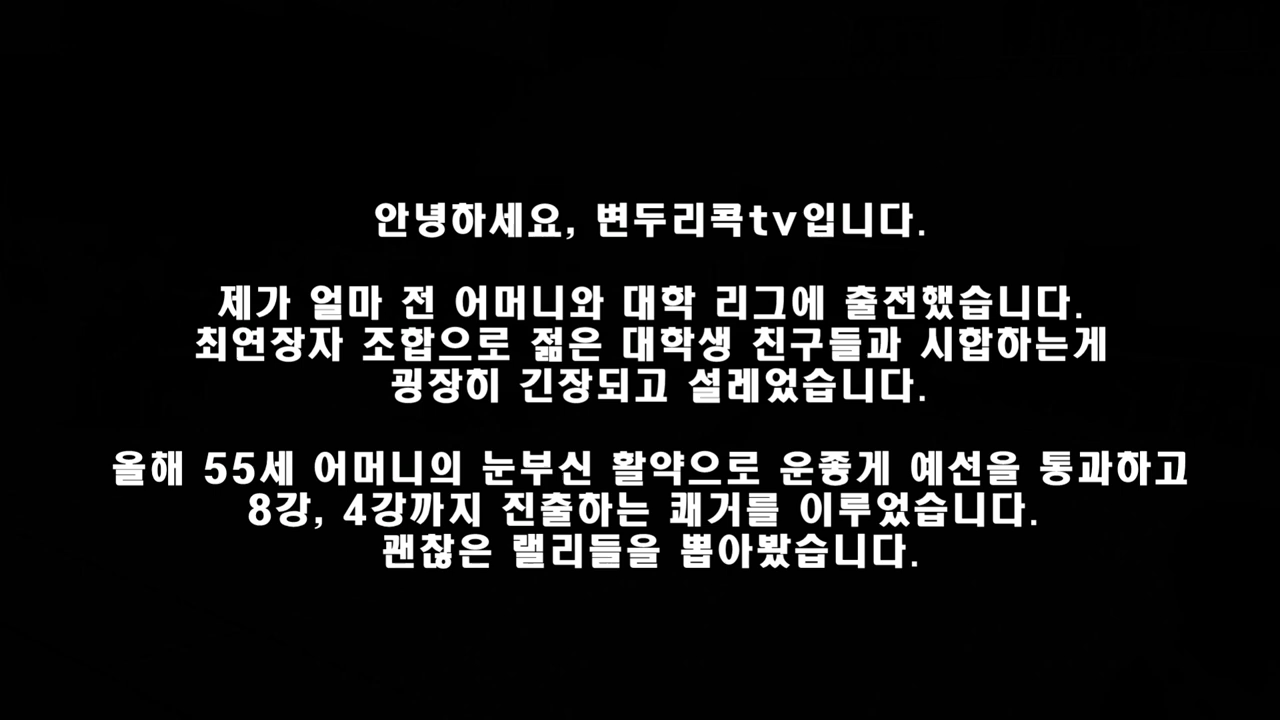 안녕하세요, 변두리콕tv입니다.
제가 얼마 전 어머니와 대학 리그에 출전했습니다.
최연장자 조합으로 젊은 대학생 친구들과 시합하는게
굉장히 긴장되고 설레었습니다.
올해 55세 어머니의 눈부신 활약으로 운좋게 예선을 통과하고
8강, 4강까지 진출하는 쾌거를 이루었습니다.
괜찮은 랠리들을 뽑아봤습니다.